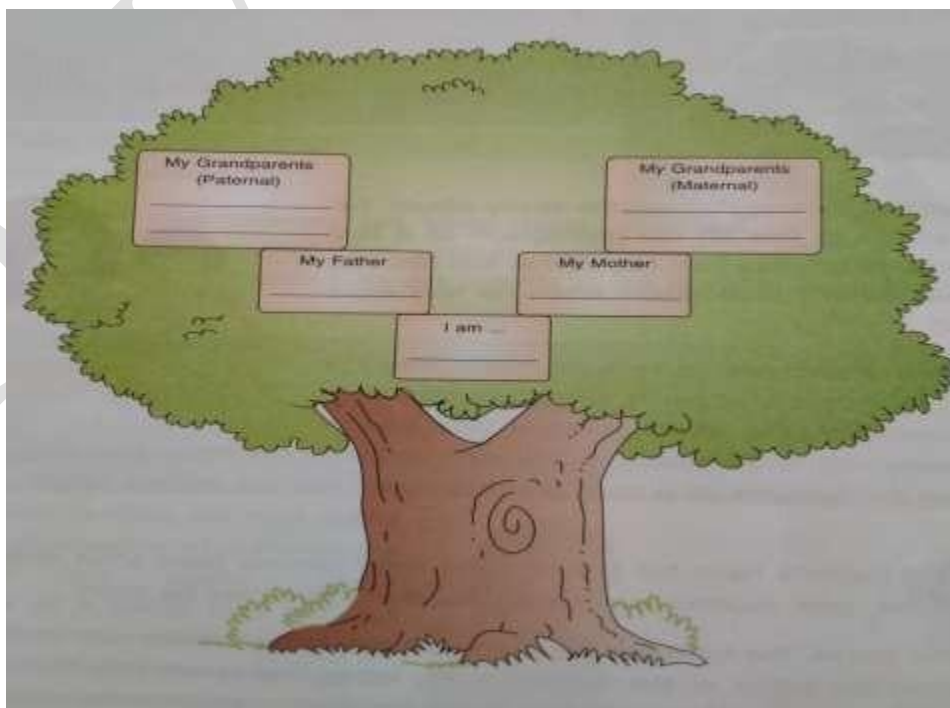 My Grandparents
(Paternal)
My Grandparents
(Maternal)
My Father
My Mother
I am ...